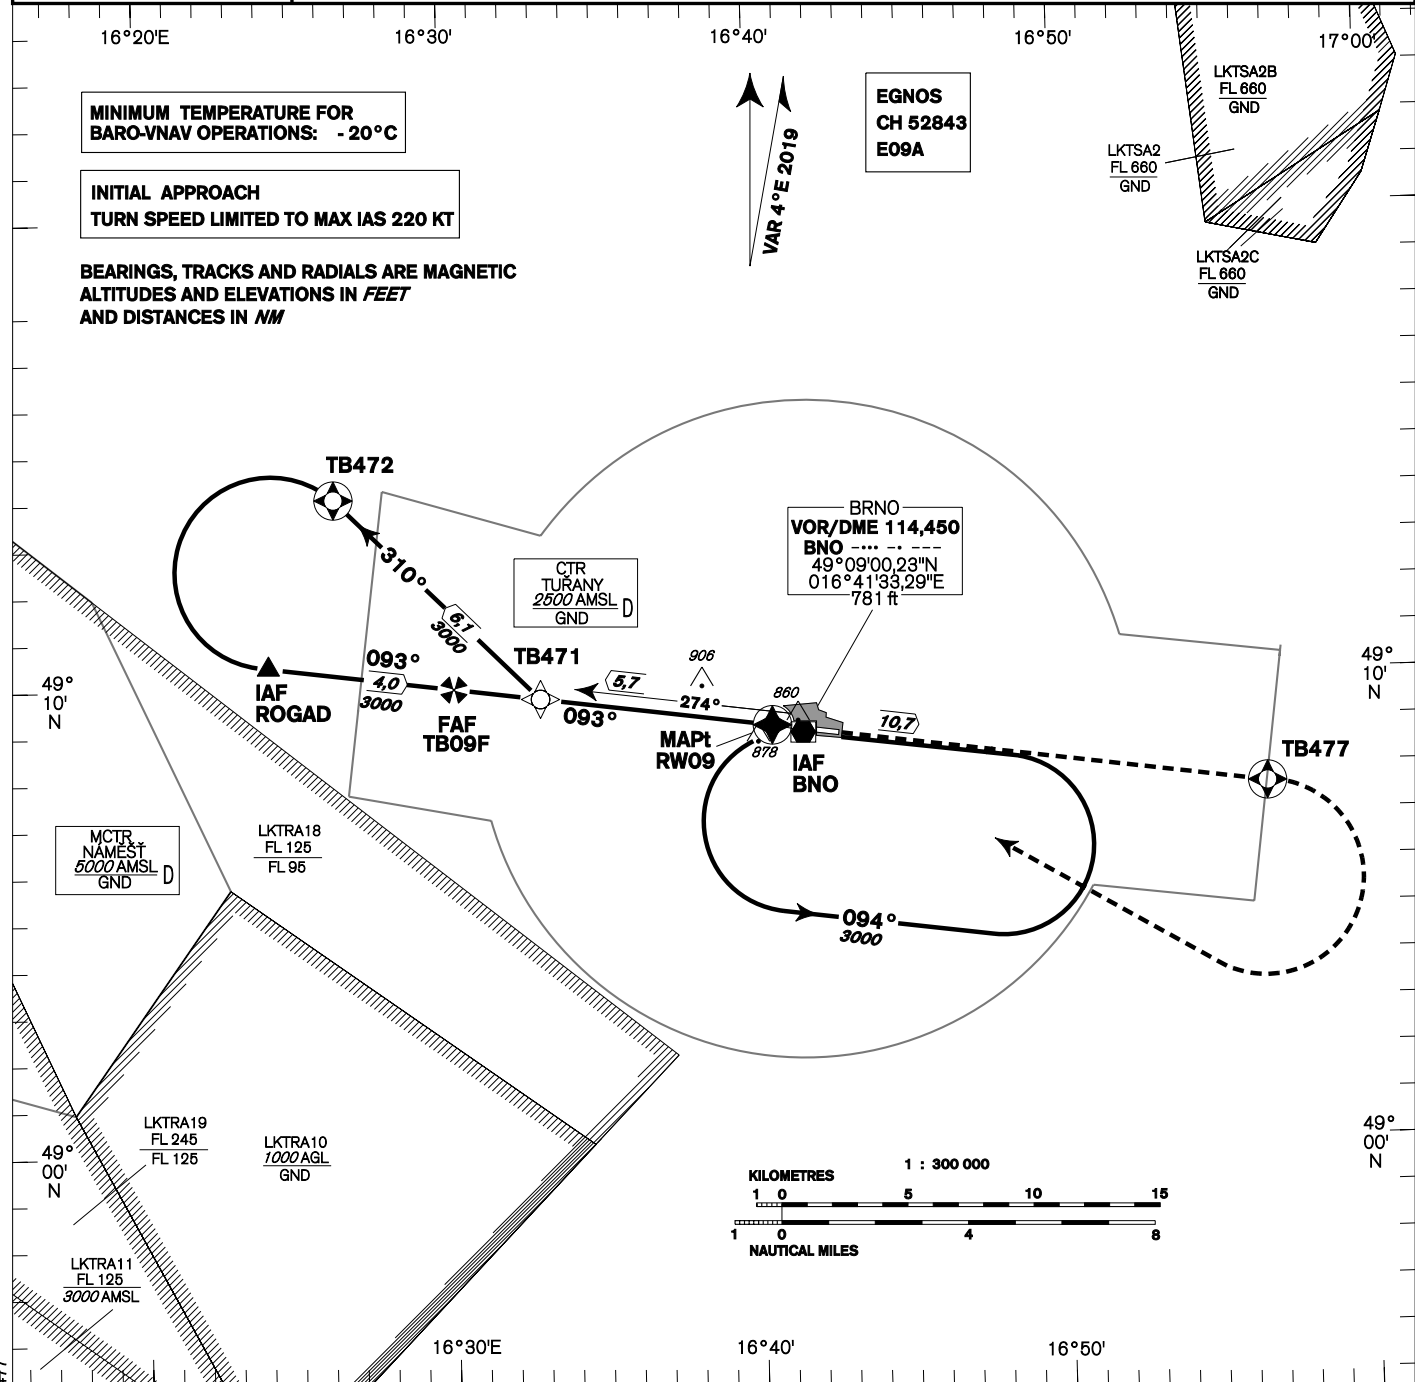 16°20'E
16°30'
16°40'
16°50'
17°00'
MINIMUM TEMPERATURE FOR
BARO-VNAV OPERATIONS: - 20°C
INITIAL APPROACH
TURN SPEED LIMITED TO MAX IAS 220 KT
BEARINGS, TRACKS AND RADIALS ARE MAGNETIC
ALTITUDES AND ELEVATIONS IN FEET
AND DISTANCES IN NM
VAR 4°E 2019
EGNOS
CH 52843
E09A
LKTSA2B
FL 660
GND
LKTSA2
FL 660
GND
LKTSA2C
FL 660
GND
TB472
310°
6,1
3000
CTR
TUŘANY
2500 AMSL
GND
D
BRNO
VOR/DME 114,450
BNO
49°09'00,23"N
016°41'33,29"E
781 ft
TB471
093°
4,0
3000
IAF
ROGAD
FAF
TB09F
093°
5,7
274°
906
860
878
MAPt
RW09
IAF
BNO
10,7
TB477
094°
3000
49°
10'
N
49°
10'
N
MCTR
NÁMĚŠŤ
5000 AMSL
GND
D
LKTRA18
FL 125
FL 95
LKTRA19
FL 245
FL 125
LKTRA10
1000 AGL
GND
LKTRA11
FL 125
3000 AMSL
49°
00'
N
49°
00'
N
1 : 300 000
KILOMETRES
1 0 5 10 15
1 0 4 8
NAUTICAL MILES
16°30'E
16°40'
16°50'